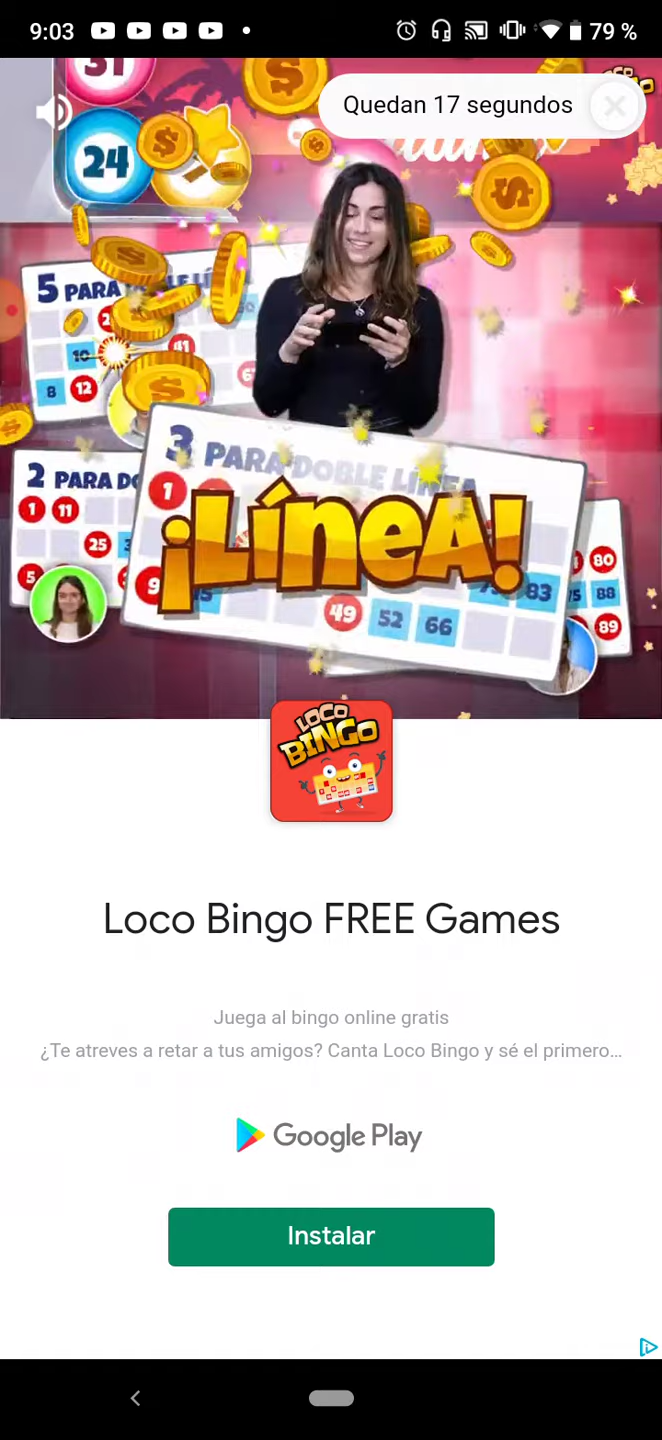 9:03
79 %
31
Quedan 17 segundos
24
5 PARA
10
41
8 12
3 PARA DOBLE LÍNEA
2 PARA
1
1 11
¡LíneA!
25
80
5
9
15
83
75 88
49 52 66
89
LOCO
BINGO
Loco Bingo FREE Games
Juega al bingo online gratis
¿Te atreves a retar a tus amigos? Canta Loco Bingo y sé el primero...
Google Play
Instalar